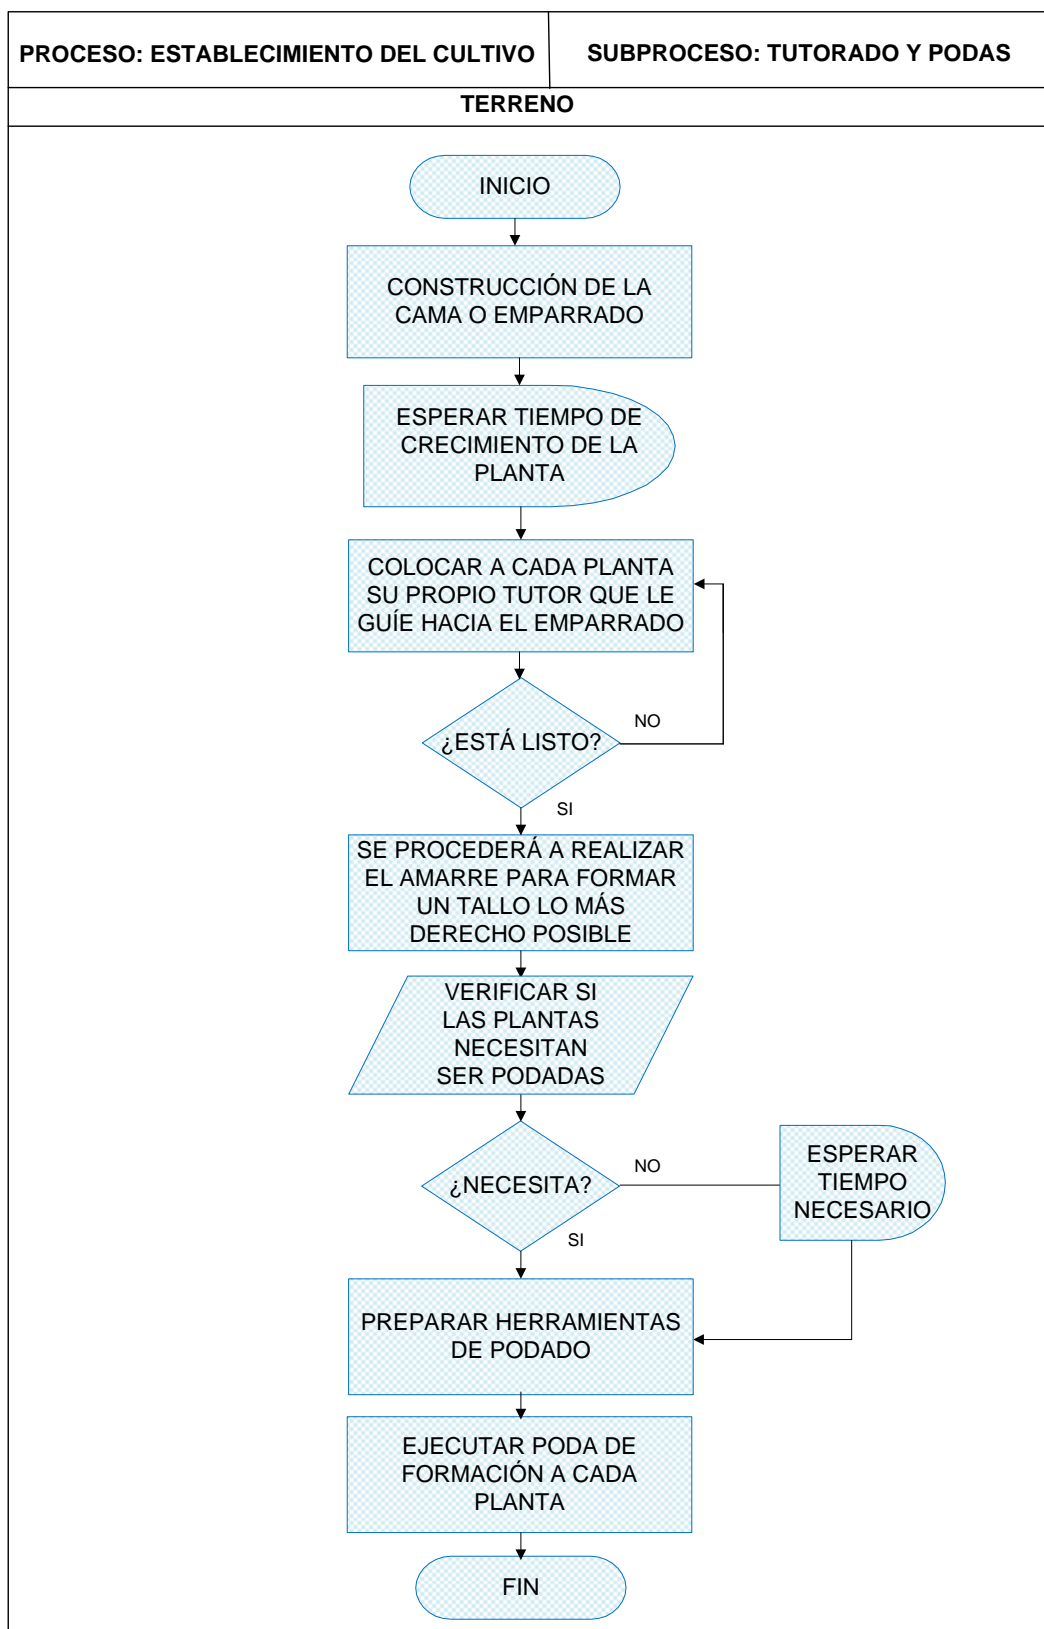 PROCESO: ESTABLECIMIENTO DEL CULTIVO
SUBPROCESO: TUTORADO Y PODAS
TERRENO
INICIO
CONSTRUCCIÓN DE LA
CAMA O EMPARRADO
ESPERAR TIEMPO DE
CRECIMIENTO DE LA
PLANTA
COLOCAR A CADA PLANTA
SU PROPIO TUTOR QUE LE
GUÍE HACIA EL EMPARRADO
¿ESTÁ LISTO?
NO
SI
SE PROCEDERÁ A REALIZAR
EL AMARRE PARA FORMAR
UN TALLO LO MÁS
DERECHO POSIBLE
VERIFICAR SI
LAS PLANTAS
NECESITAN
SER PODADAS
¿NECESITA?
NO
ESPERAR
TIEMPO
NECESARIO
SI
PREPARAR HERRAMIENTAS
DE PODADO
EJECUTAR PODA DE
FORMACIÓN A CADA
PLANTA
FIN